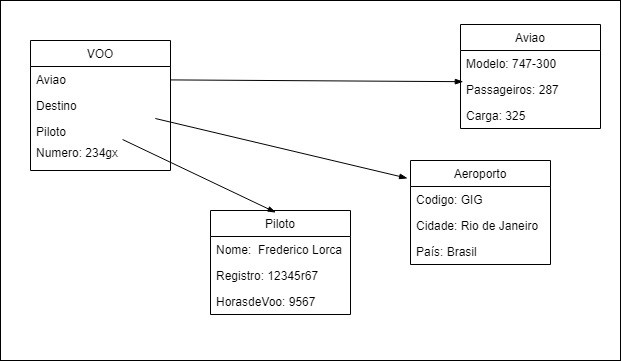 VOO
Aviao
Destino
Piloto
Numero: 234gx
Aviao
Modelo: 747-300
Passageiros: 287
Carga: 325
Aeroporto
Codigo: GIG
Cidade: Rio de Janeiro
País: Brasil
Piloto
Nome: Frederico Lorca
Registro: 12345r67
HorasdeVoo: 9567